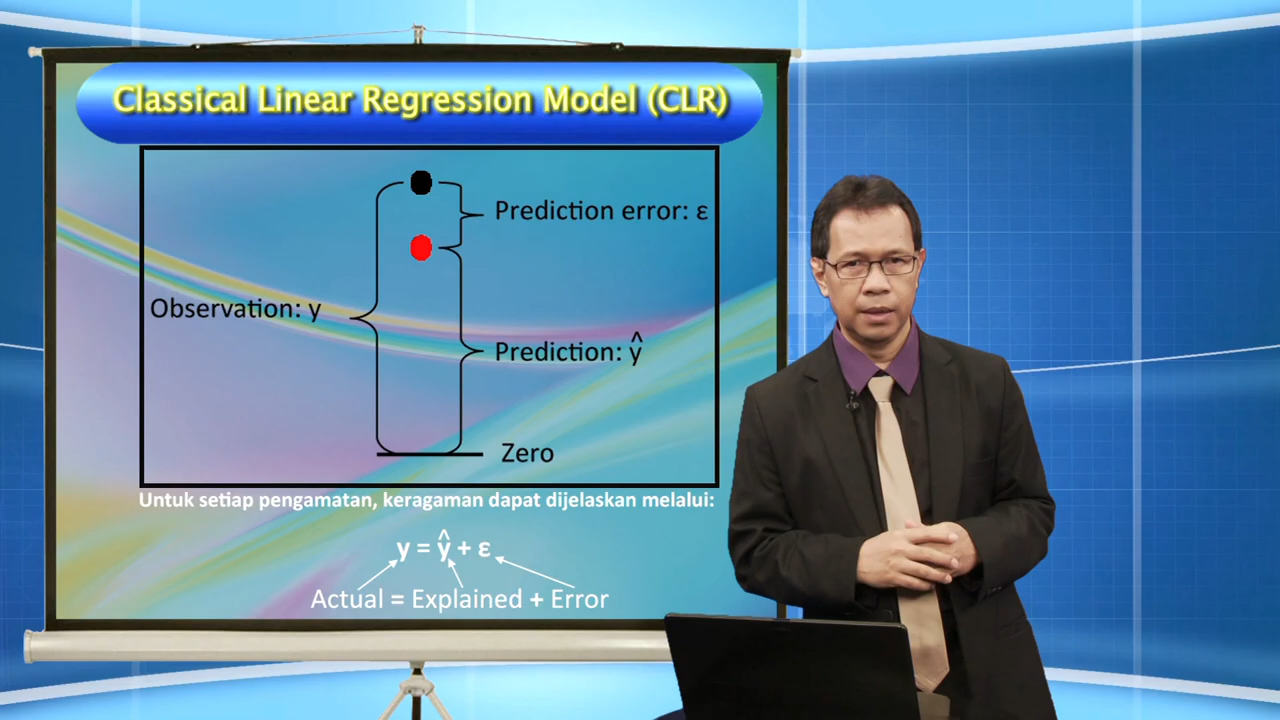 Classical Linear Regression Model (CLR)
Prediction error: ε
Observation: y
Prediction: ŷ
Zero
Untuk setiap pengamatan, keragaman dapat dijelaskan melalui:
y = ŷ + ε
Actual = Explained + Error